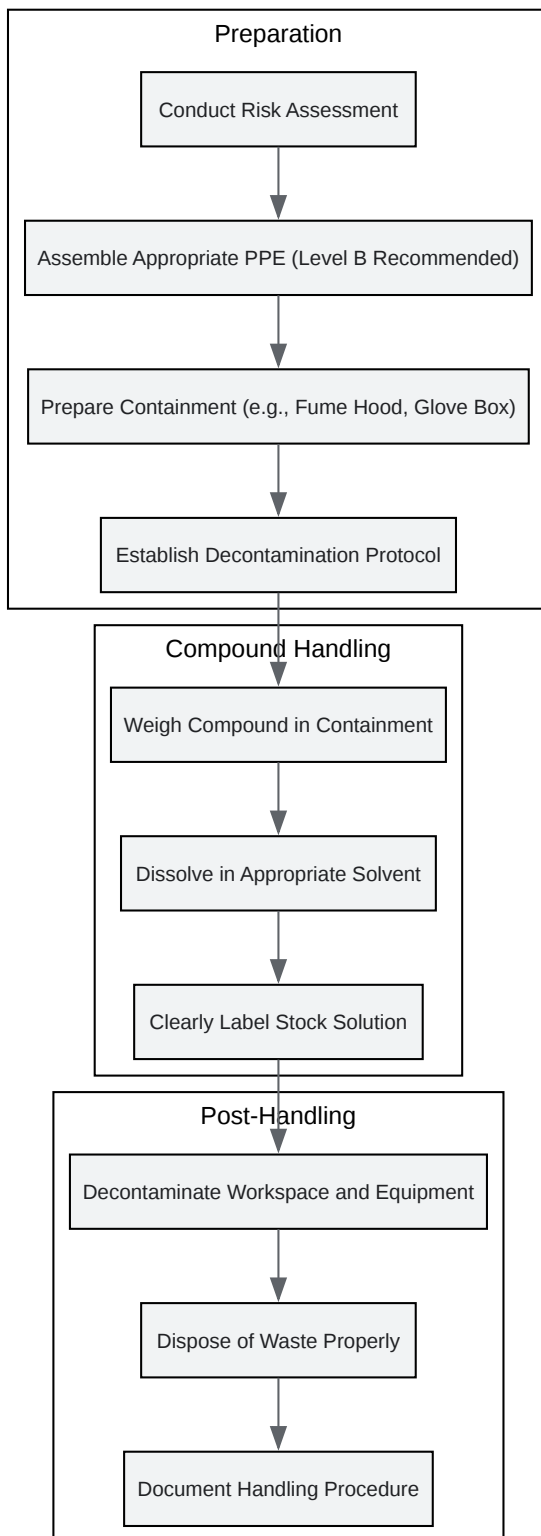 Preparation
Conduct Risk Assessment
Assemble Appropriate PPE (Level B Recommended)
Prepare Containment (e.g., Fume Hood, Glove Box)
Establish Decontamination Protocol
Compound Handling
Weigh Compound in Containment
Dissolve in Appropriate Solvent
Clearly Label Stock Solution
Post-Handling
Decontaminate Workspace and Equipment
Dispose of Waste Properly
Document Handling Procedure